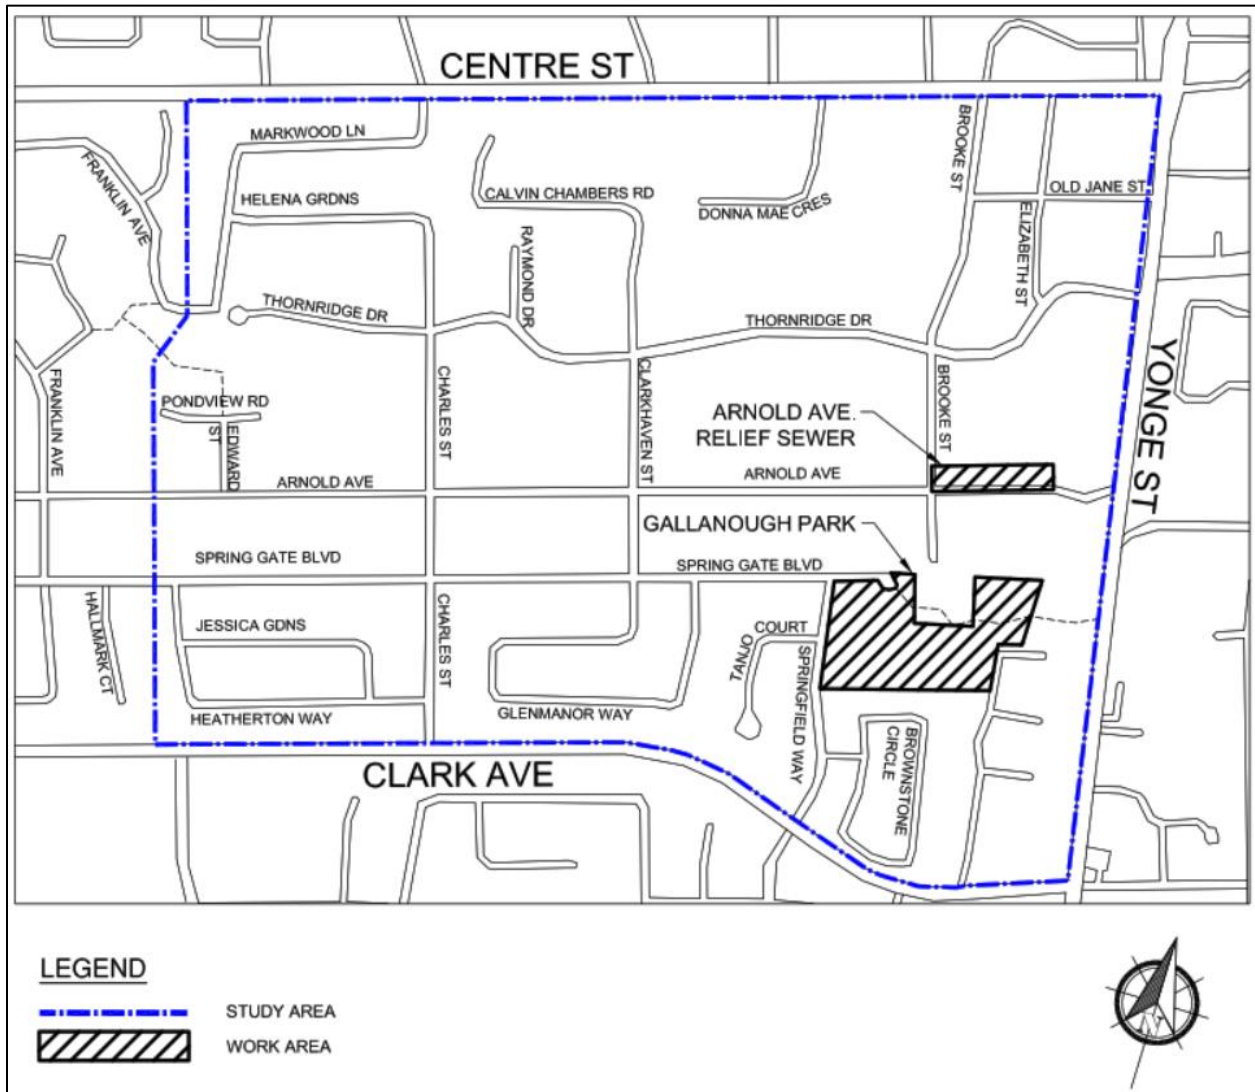 CENTRE ST
MARKWOOD LN
FRANKLIN AVE
HELENA GRDNS
CALVIN CHAMBERS RD
DONNA MAE CRES
BROOKE ST
OLD JANE ST
ELIZABETH ST
RAYMOND DR
THORNRIDGE DR
THORNRIDGE DR
YONGE ST
FRANKLIN AVE
PONDVIEW RD
EDWARD
ST
CHARLES ST
CLARKHAVEN ST
BROOKE ST
ARNOLD AVE.
RELIEF SEWER
ARNOLD AVE
ARNOLD AVE
GALLANOUGH PARK
SPRING GATE BLVD
SPRING GATE BLVD
HALLMARK CT
JESSICA GDNS
CHARLES ST
TANJO COURT
SPRINGFIELD WAY
HEATHERTON WAY
GLENMANOR WAY
BROWNSTONE
CIRCLE
CLARK AVE
LEGEND
STUDY AREA
WORK AREA
N